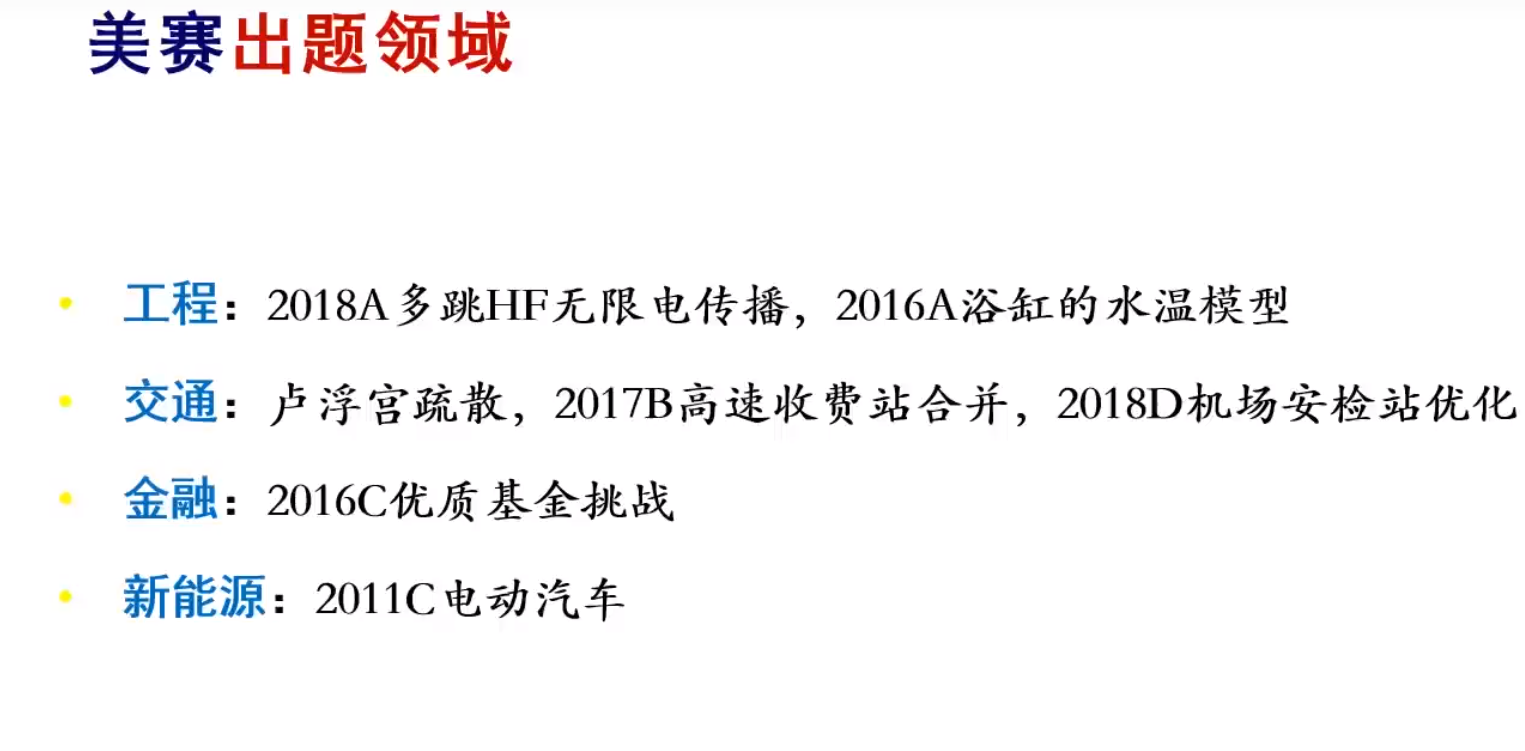 美赛出题领域
• 工程：2018A多跳HF无限电传播，2016A浴缸的水温模型
• 交通：卢浮宫疏散，2017B高速收费站合并，2018D机场安检站优化
• 金融：2016C优质基金挑战
• 新能源：2011C电动汽车